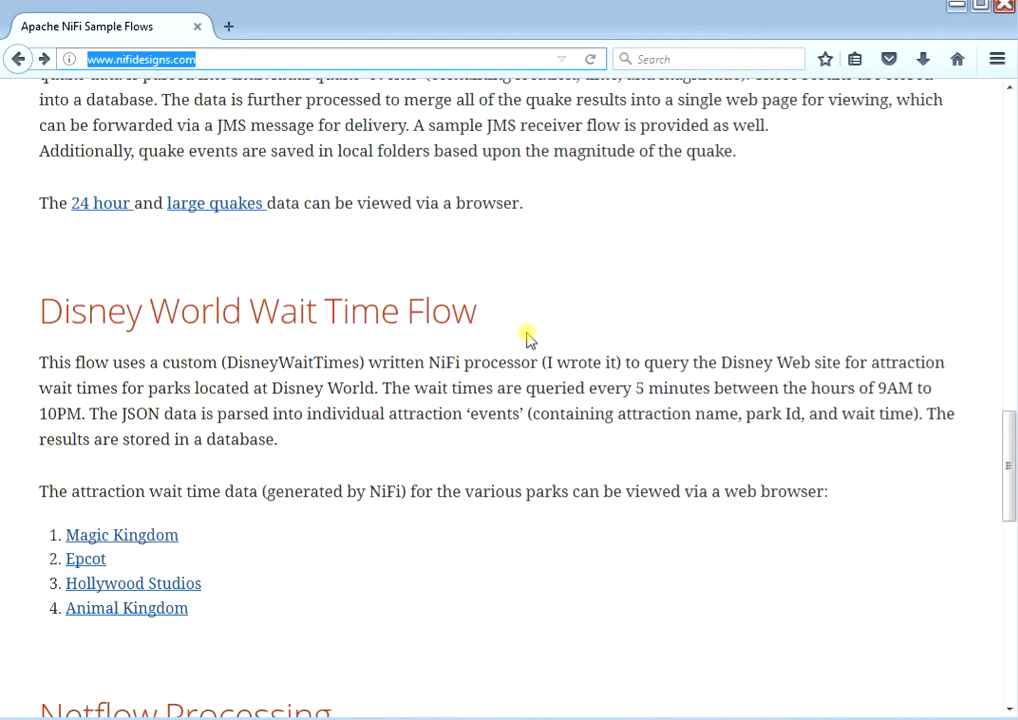 Apache NiFi Sample Flows
www.nifidesigns.com
Search
into a database. The data is further processed to merge all of the quake results into a single web page for viewing, which
can be forwarded via a JMS message for delivery. A sample JMS receiver flow is provided as well.
Additionally, quake events are saved in local folders based upon the magnitude of the quake.
The 24 hour and large quakes data can be viewed via a browser.
Disney World Wait Time Flow
This flow uses a custom (DisneyWaitTimes) written NiFi processor (I wrote it) to query the Disney Web site for attraction
wait times for parks located at Disney World. The wait times are queried every 5 minutes between the hours of 9AM to
10PM. The JSON data is parsed into individual attraction ‘events’ (containing attraction name, park Id, and wait time). The
results are stored in a database.
The attraction wait time data (generated by NiFi) for the various parks can be viewed via a web browser:
1. Magic Kingdom
2. Epcot
3. Hollywood Studios
4. Animal Kingdom
Netflow Processing